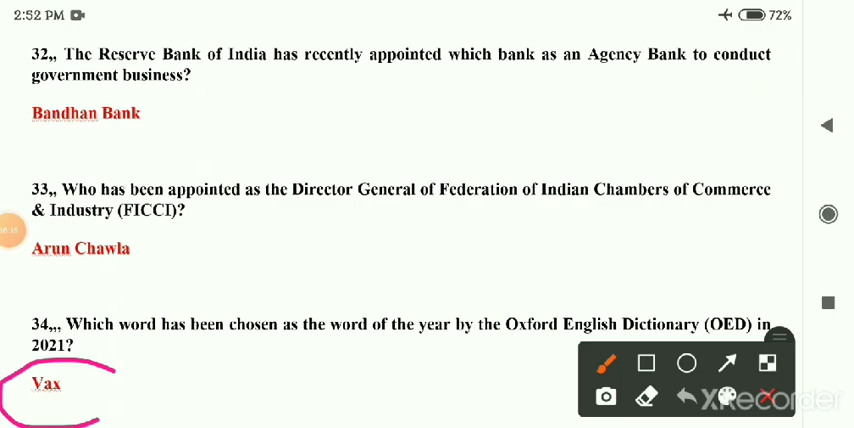 2:52 PM 72%
32,, The Reserve Bank of India has recently appointed which bank as an Agency Bank to conduct
government business?
Bandhan Bank
33,, Who has been appointed as the Director General of Federation of Indian Chambers of Commerce
& Industry (FICCI)?
Arun Chawla
34,,, Which word has been chosen as the word of the year by the Oxford English Dictionary (OED) in
2021?
Vax
XRecorder